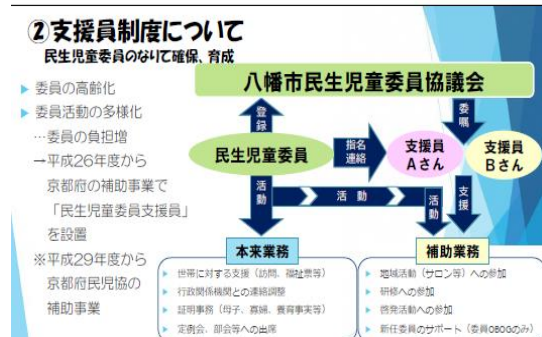 ②支援員制度について
民生児童委員のなりて確保、育成
▶ 委員の高齢化
▶ 委員活動の多様化
…委員の負担増
→平成26年度から
京都府の補助事業で
「民生児童委員支援員」
を設置
※平成29年度から
京都府民児協の
補助事業
八幡市民生児童委員協議会
登録
委嘱
民生児童委員
指名
連絡
支援員
Aさん
支援員
Bさん
活動
活動
活動
支援
本来業務
▶ 世帯に対する支援（訪問、福祉票等）
▶ 行政関係機関との連絡調整
▶ 証明事務（母子、寡婦、養育事実等）
▶ 定例会、部会等への出席
補助業務
▶ 地域活動（サロン等）への参加
▶ 研修への参加
▶ 啓発活動への参加
▶ 新任委員のサポート（委員OBOGのみ）